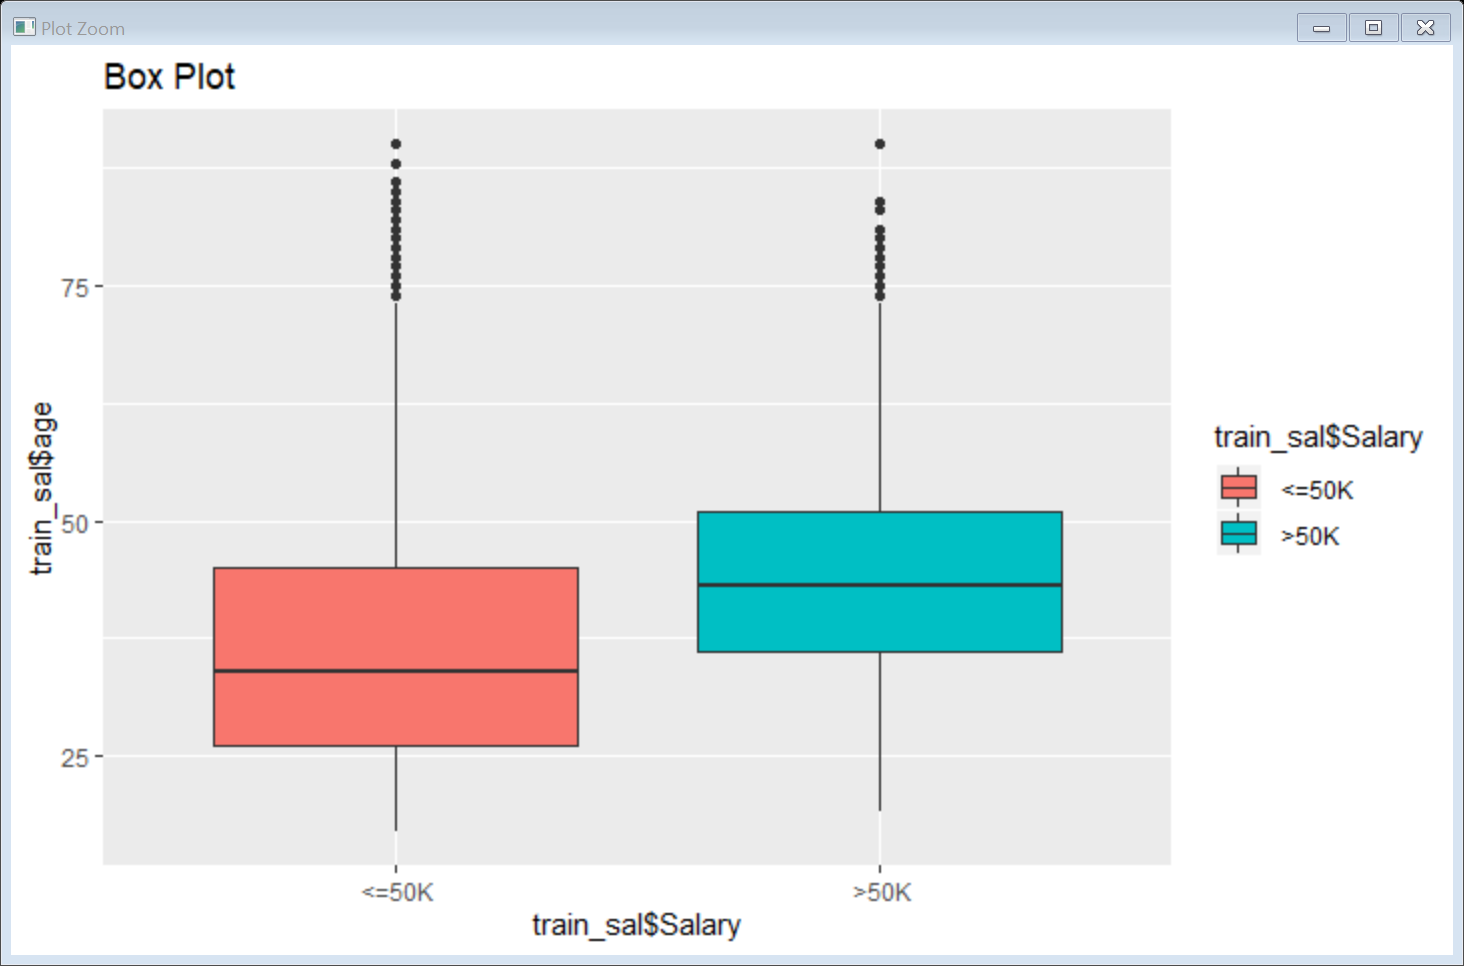 Plot Zoom
Box Plot
train_sal$age
75
50
25
<=50K
>50K
train_sal$Salary
train_sal$Salary
<=50K
>50K